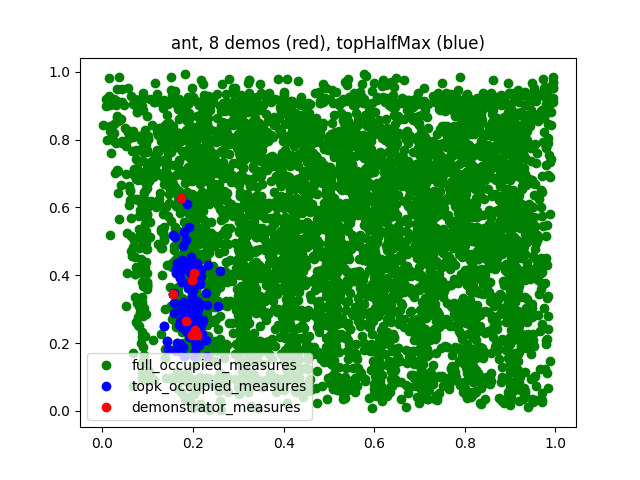 ant, 8 demos (red), topHalfMax (blue)
1.0
0.8
0.6
0.4
0.2
0.0
full_occupied_measures
topk_occupied_measures
demonstrator_measures
0.0 0.2 0.4 0.6 0.8 1.0